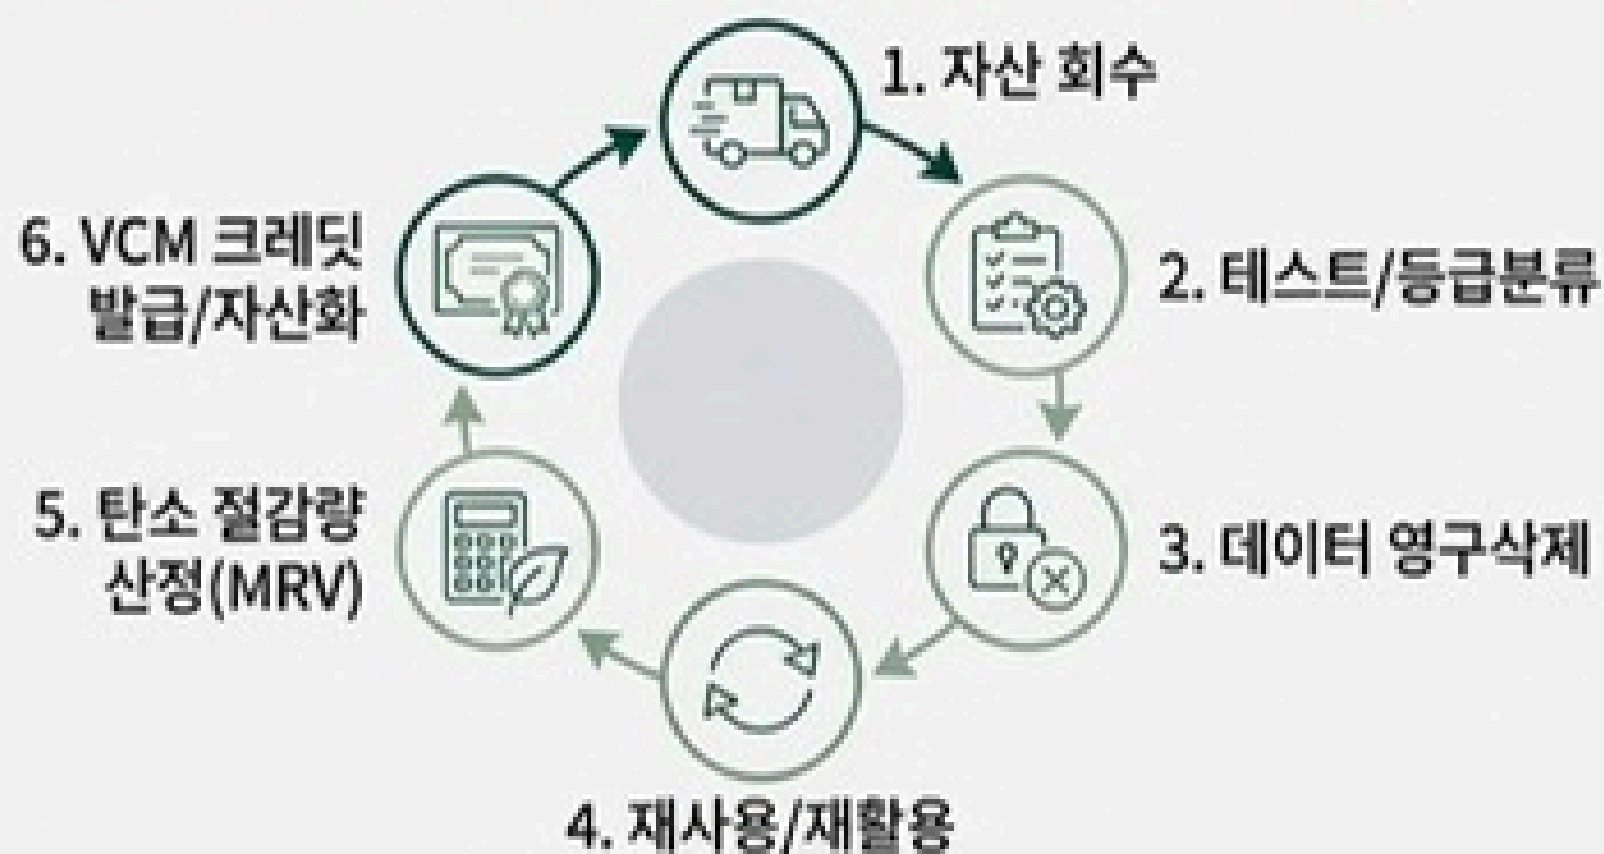 1. 자산 회수
2. 테스트/등급분류
3. 데이터 영구삭제
4. 재사용/재활용
5. 탄소 절감량
산정(MRV)
6. VCM 크레딧
발급/자산화